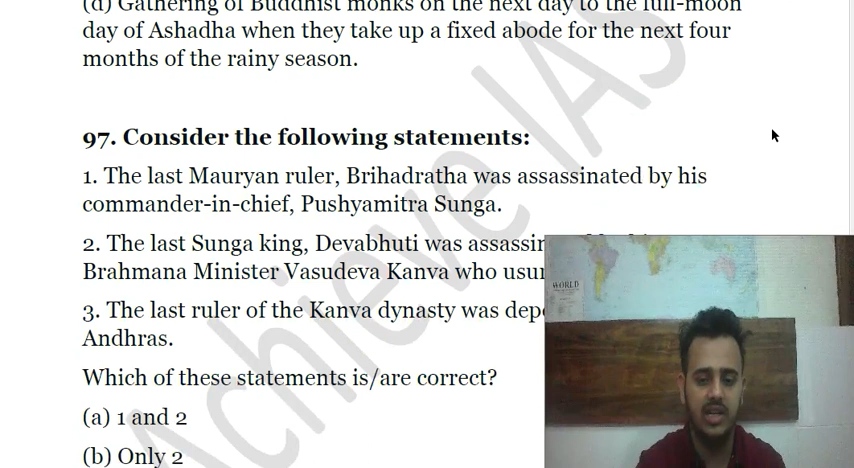 (d) Gathering of Buddhist monks on the next day to the full-moon
day of Ashadha when they take up a fixed abode for the next four
months of the rainy season.
97. Consider the following statements:
1. The last Mauryan ruler, Brihadratha was assassinated by his
commander-in-chief, Pushyamitra Sunga.
2. The last Sunga king, Devabhuti was
Brahmana Minister Vasudeva Kanva who
3. The last ruler of the Kanva dynasty was
Andhras.
Which of these statements is/are correct?
(a) 1 and 2
(b) Only 2
Achieve IAS
WORLD